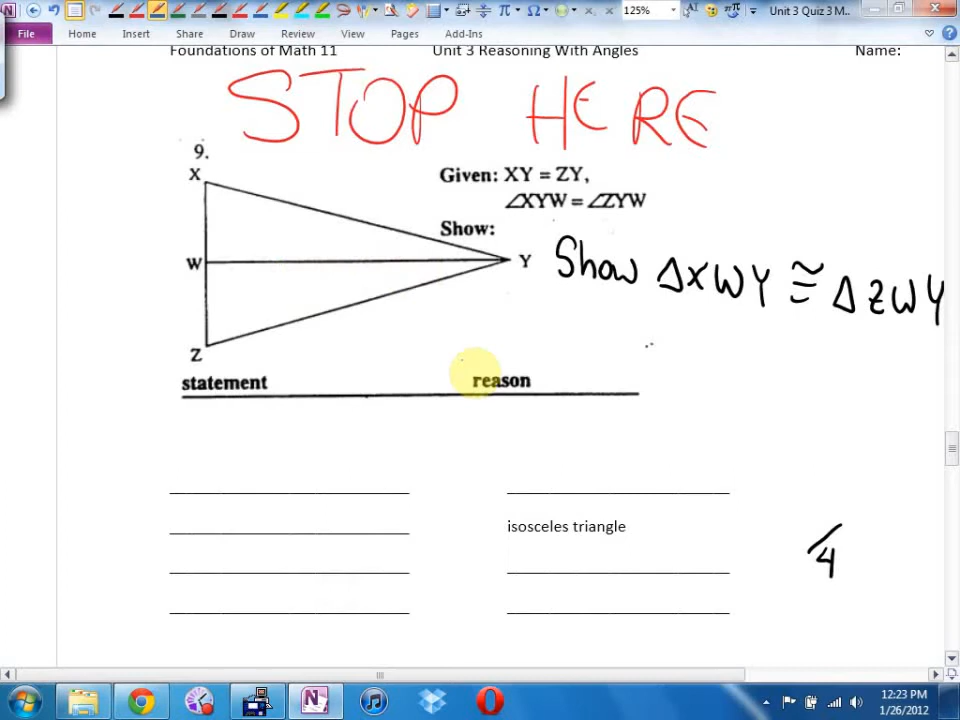 125%
Unit 3 Quiz 3 M...
File Home Insert Share Draw Review View Pages Add-Ins
Foundations of Math 11 Unit 3 Reasoning With Angles Name:
STOP HERE
9.
X
Given: XY = ZY,
∠XYW = ∠ZYW
Show:
W
Y
Show ΔXWY ≅ ΔZWY
Z
statement reason
isosceles triangle
/4
12:23 PM
1/26/2012